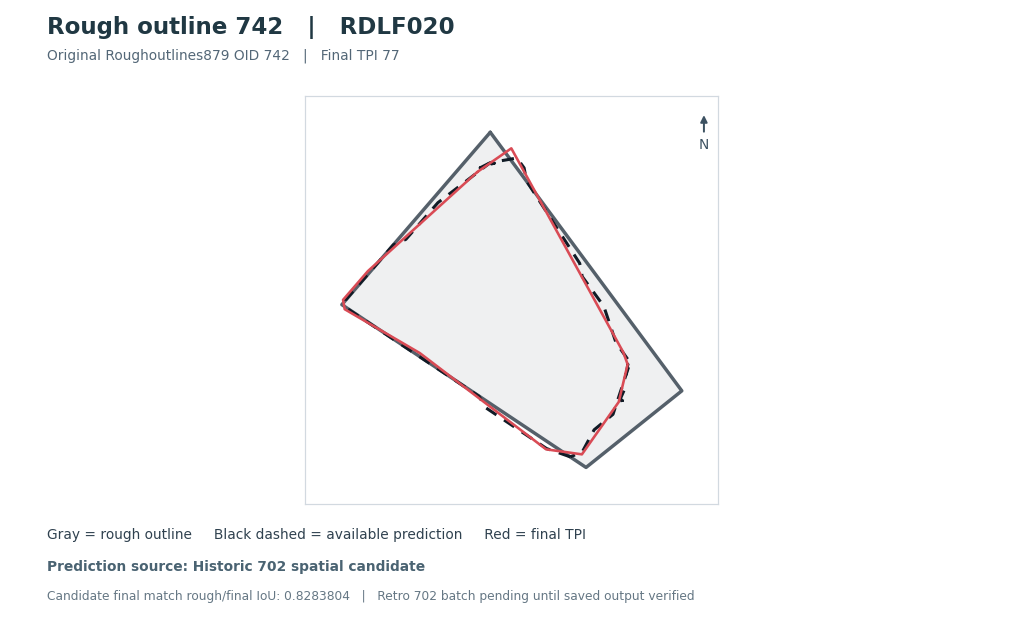 Rough outline 742   |   RDLF020
Original Roughoutlines879 OID 742   |   Final TPI 77
N
Gray = rough outline     Black dashed = available prediction     Red = final TPI
Prediction source: Historic 702 spatial candidate
Candidate final match rough/final IoU: 0.8283804   |   Retro 702 batch pending until saved output verified